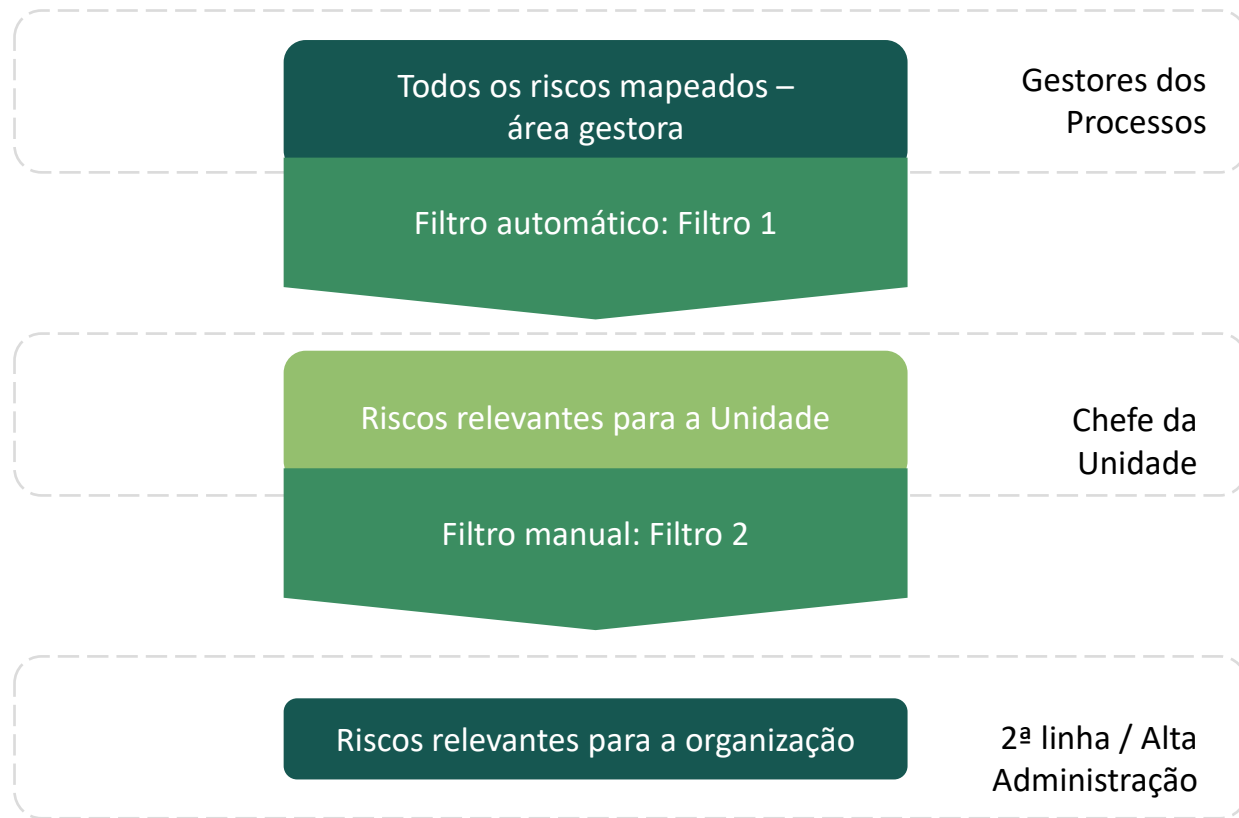 Todos os riscos mapeados –
área gestora
Gestores dos
Processos
Filtro automático: Filtro 1
Riscos relevantes para a Unidade
Chefe da
Unidade
Filtro manual: Filtro 2
Riscos relevantes para a organização
2ª linha / Alta
Administração